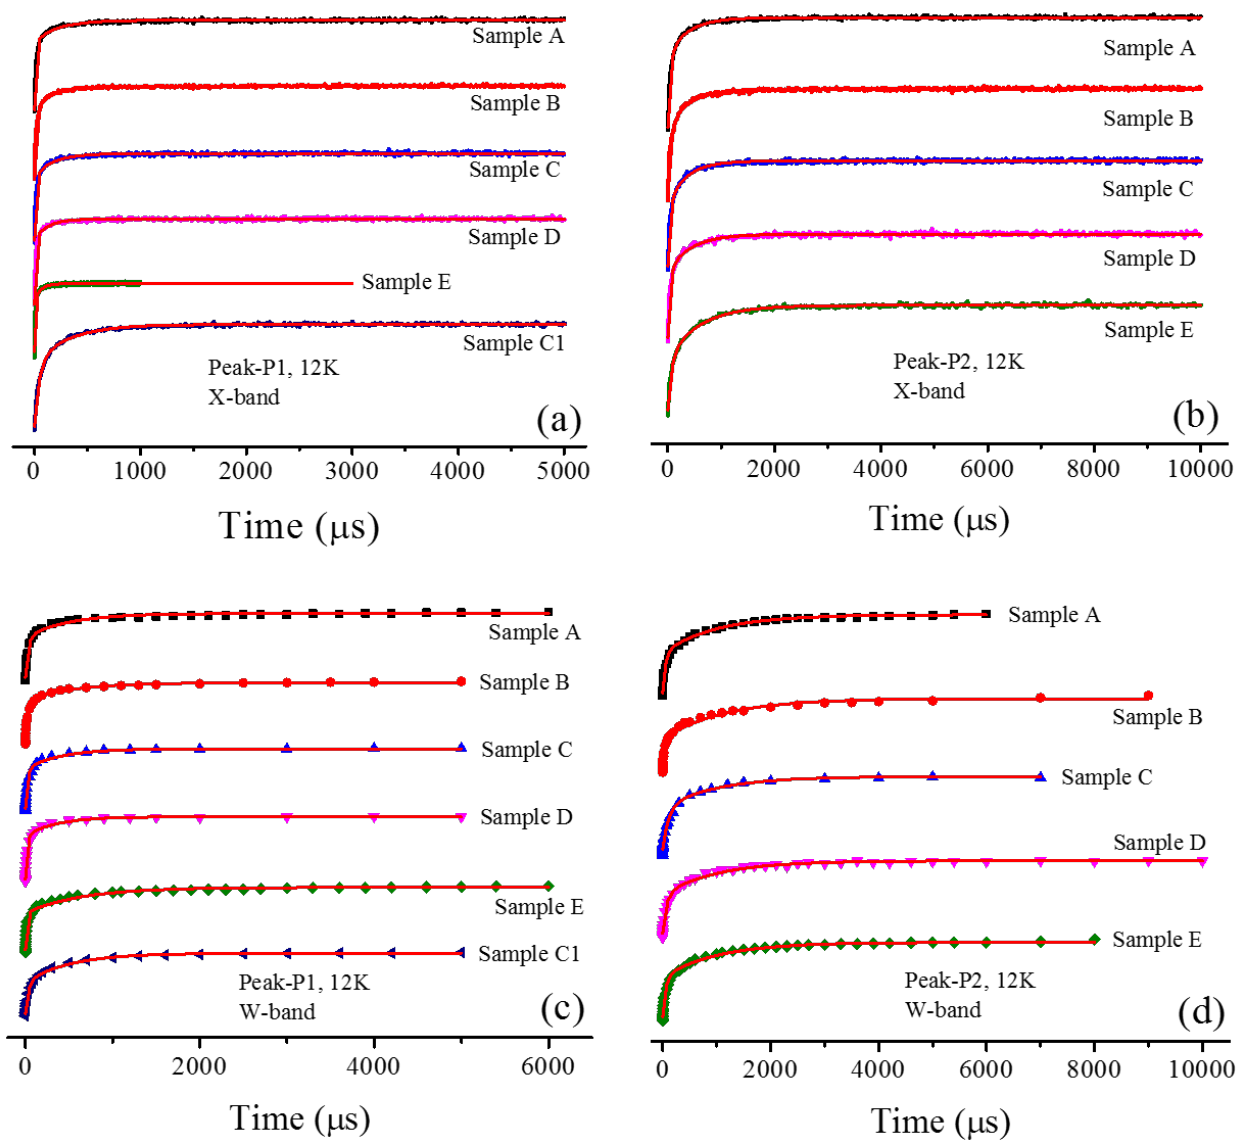 Sample A
Sample B
Sample C
Sample D
Sample E
Sample C1
Peak-P1, 12K
X-band
(a)
0 1000 2000 3000 4000 5000
Time (μs)
Sample A
Sample B
Sample C
Sample D
Sample E
Peak-P2, 12K
X-band
(b)
0 2000 4000 6000 8000 10000
Time (μs)
Sample A
Sample B
Sample C
Sample D
Sample E
Sample C1
Peak-P1, 12K
W-band
(c)
0 2000 4000 6000
Time (μs)
Sample A
Sample B
Sample C
Sample D
Sample E
Peak-P2, 12K
W-band
(d)
0 2000 4000 6000 8000 10000
Time (μs)